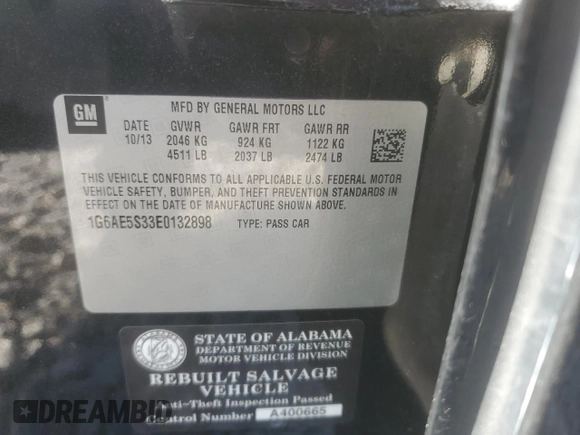 GM
MFD BY GENERAL MOTORS LLC
DATE GVWR GAWR FRT GAWR RR
10/13 2046 KG 924 KG 1122 KG
4511 LB 2037 LB 2474 LB
THIS VEHICLE CONFORMS TO ALL APPLICABLE U.S. FEDERAL MOTOR
VEHICLE SAFETY, BUMPER, AND THEFT PREVENTION STANDARDS IN
EFFECT ON THE DATE OF MANUFACTURE SHOWN ABOVE.
1G6AE5S33E0132898 TYPE: PASS CAR
STATE OF ALABAMA
DEPARTMENT OF REVENUE
MOTOR VEHICLE DIVISION
REBUILT SALVAGE
VEHICLE
Anti-Theft Inspection Passed
Control Number A400665
DREAMBID